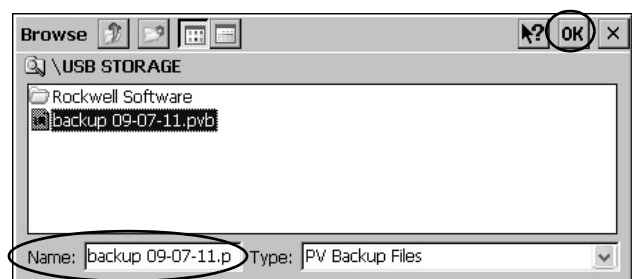 Browse ? OK ×
\USB STORAGE
Rockwell Software
backup 09-07-11.pvb
Name: backup 09-07-11.p Type: PV Backup Files